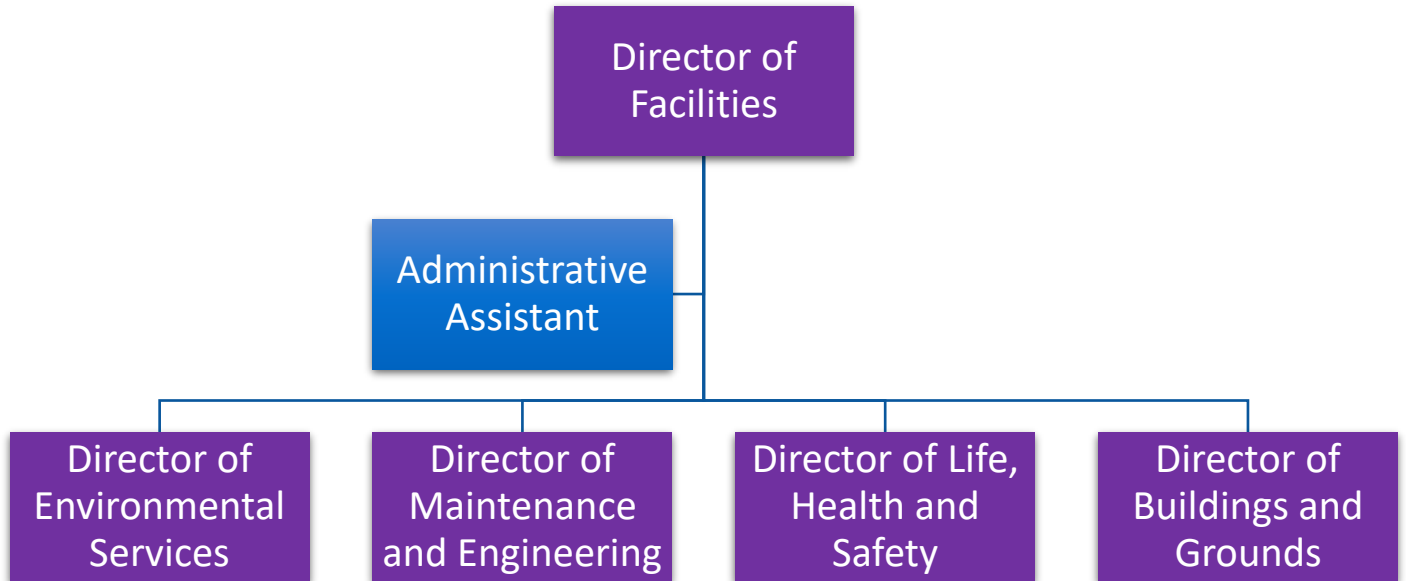 Director of
Facilities
Administrative
Assistant
Director of
Environmental
Services
Director of
Maintenance
and Engineering
Director of Life,
Health and
Safety
Director of
Buildings and
Grounds